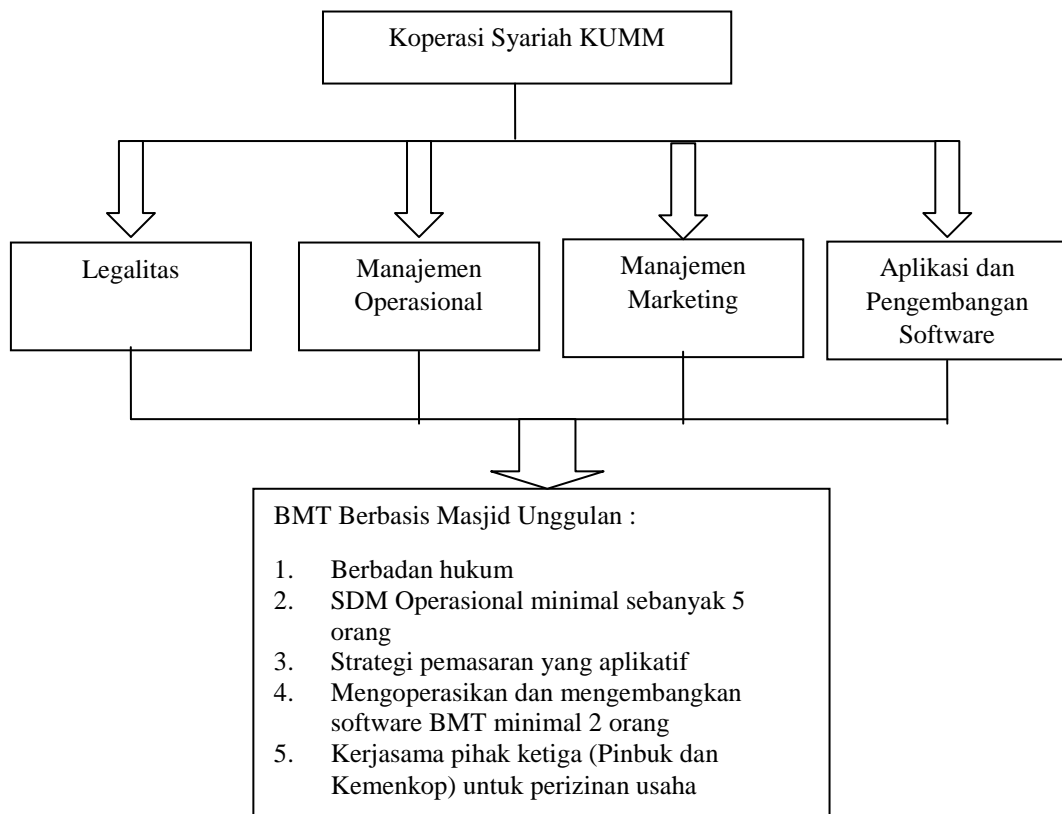 Koperasi Syariah KUMM
Legalitas
Manajemen
Operasional
Manajemen
Marketing
Aplikasi dan
Pengembangan
Software
BMT Berbasis Masjid Unggulan :
1. Berbadan hukum
2. SDM Operasional minimal sebanyak 5
orang
3. Strategi pemasaran yang aplikatif
4. Mengoperasikan dan mengembangkan
software BMT minimal 2 orang
5. Kerjasama pihak ketiga (Pinbuk dan
Kemenkop) untuk perizinan usaha